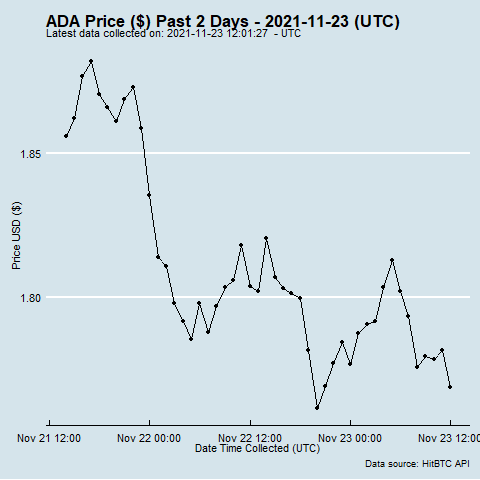 ADA Price ($) Past 2 Days - 2021-11-23 (UTC)
Latest data collected on: 2021-11-23 12:01:27 - UTC
1.85
Price USD ($)
1.80
Nov 21 12:00 Nov 22 00:00 Nov 22 12:00 Nov 23 00:00 Nov 23 12:00
Date Time Collected (UTC)
Data source: HitBTC API